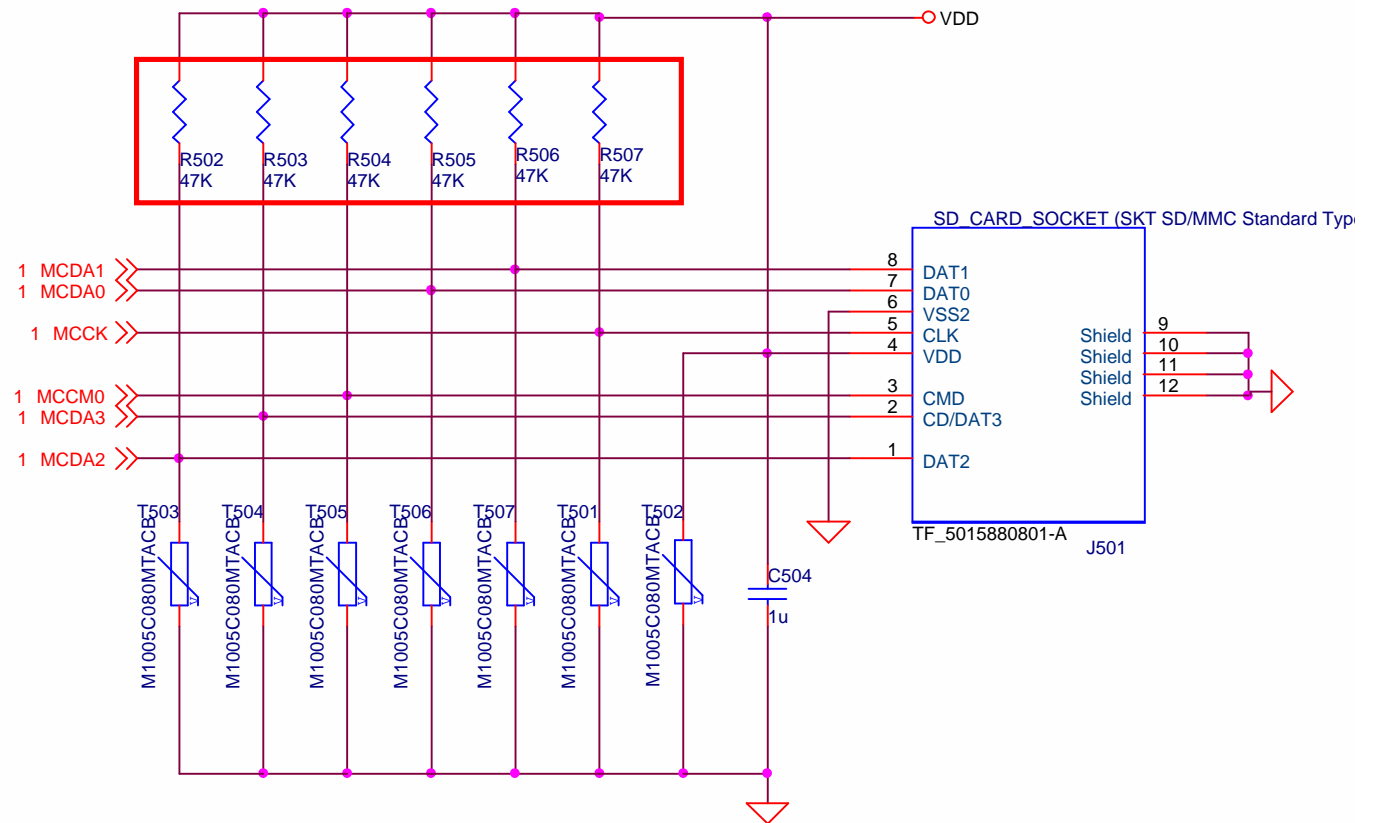 VDD
R502
47K
R503
47K
R504
47K
R505
47K
R506
47K
R507
47K
SD_CARD_SOCKET (SKT SD/MMC Standard Typ
1 MCDA1
1 MCDA0
1 MCCK
1 MCCM0
1 MCDA3
1 MCDA2
8 DAT1
7 DAT0
6 VSS2
5 CLK
4 VDD
3 CMD
2 CD/DAT3
1 DAT2
Shield 9
Shield 10
Shield 11
Shield 12
TF_5015880801-A
J501
T503
M1005C080MTACB
T504
M1005C080MTACB
T505
M1005C080MTACB
T506
M1005C080MTACB
T507
M1005C080MTACB
T501
M1005C080MTACB
T502
M1005C080MTACB
V
V
V
V
V
V
V
C504
1u